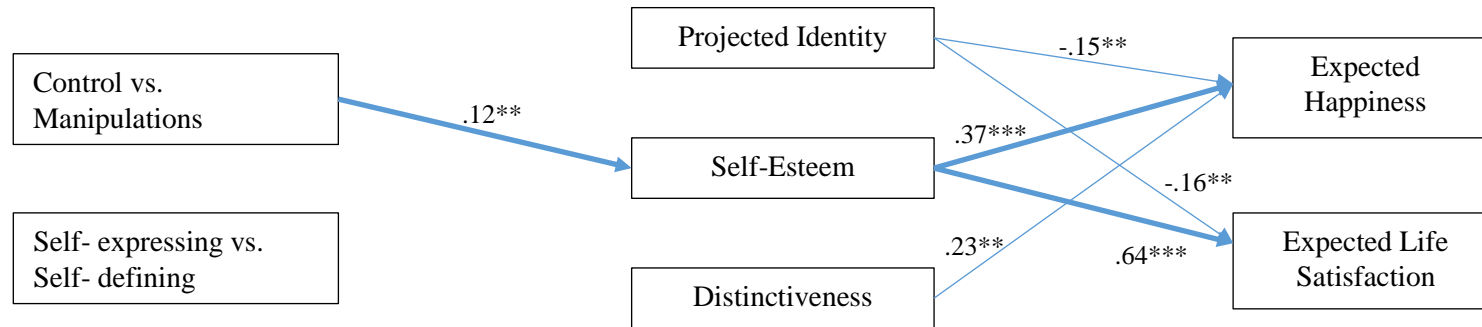 Control vs.
Manipulations
Self- expressing vs.
Self- defining
.12**
Projected Identity
Self-Esteem
Distinctiveness
-.15**
.37***
-.16**
.23**
.64***
Expected
Happiness
Expected Life
Satisfaction